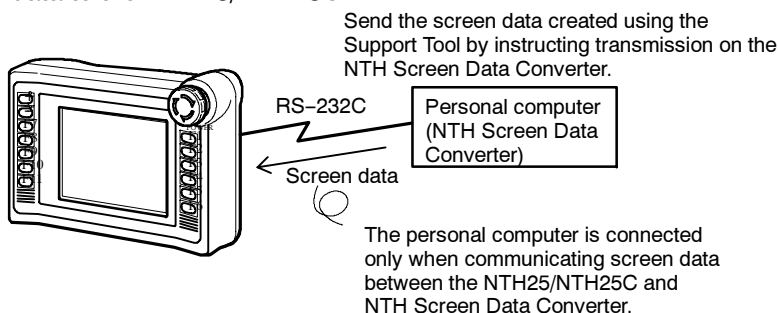 Send the screen data created using the
Support Tool by instructing transmission on the
NTH Screen Data Converter.
RS-232C
Personal computer
(NTH Screen Data
Converter)
POWER
Screen data
The personal computer is connected
only when communicating screen data
between the NTH25/NTH25C and
NTH Screen Data Converter.